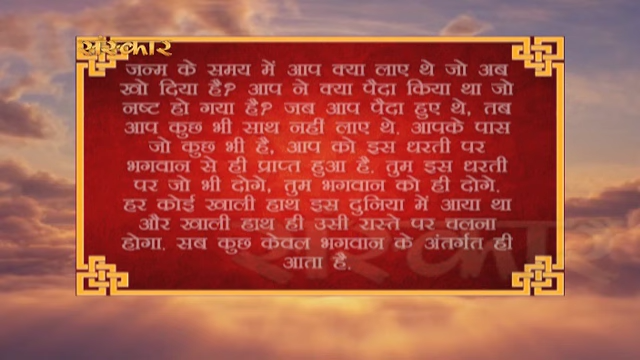 संस्कार
जन्म के समय में आप क्या लाए थे जो अब
खो दिया है? आप ने क्या पैदा किया था जो
नष्ट हो गया है? जब आप पैदा हुए थे, तब
आप कुछ भी साथ नहीं लाए थे. आपके पास
जो कुछ भी है, आप को इस धरती पर
भगवान से ही प्राप्त हुआ है. तुम इस धरती
पर जो भी दोगे, तुम भगवान को ही दोगे.
हर कोई खाली हाथ इस दुनिया में आया था
और खाली हाथ ही उसी रास्ते पर चलना
होगा. सब कुछ केवल भगवान के अंतर्गत ही
आता है.
संस्कार